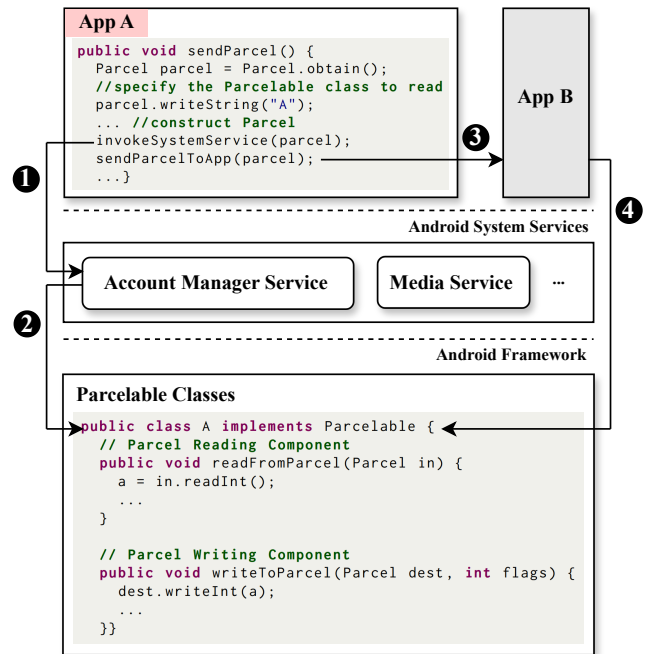 App A
public void sendParcel() {
Parcel parcel = Parcel.obtain();
//specify the Parcelable class to read
parcel.writeString("A");
... //construct Parcel
invokeSystemService(parcel);
sendParcelToApp(parcel);
...}
App B
1
3
4
Android System Services
Account Manager Service
Media Service
...
2
Android Framework
Parcelable Classes
public class A implements Parcelable {
// Parcel Reading Component
public void readFromParcel(Parcel in) {
a = in.readInt();
...
}
// Parcel Writing Component
public void writeToParcel(Parcel dest, int flags) {
dest.writeInt(a);
...
}}